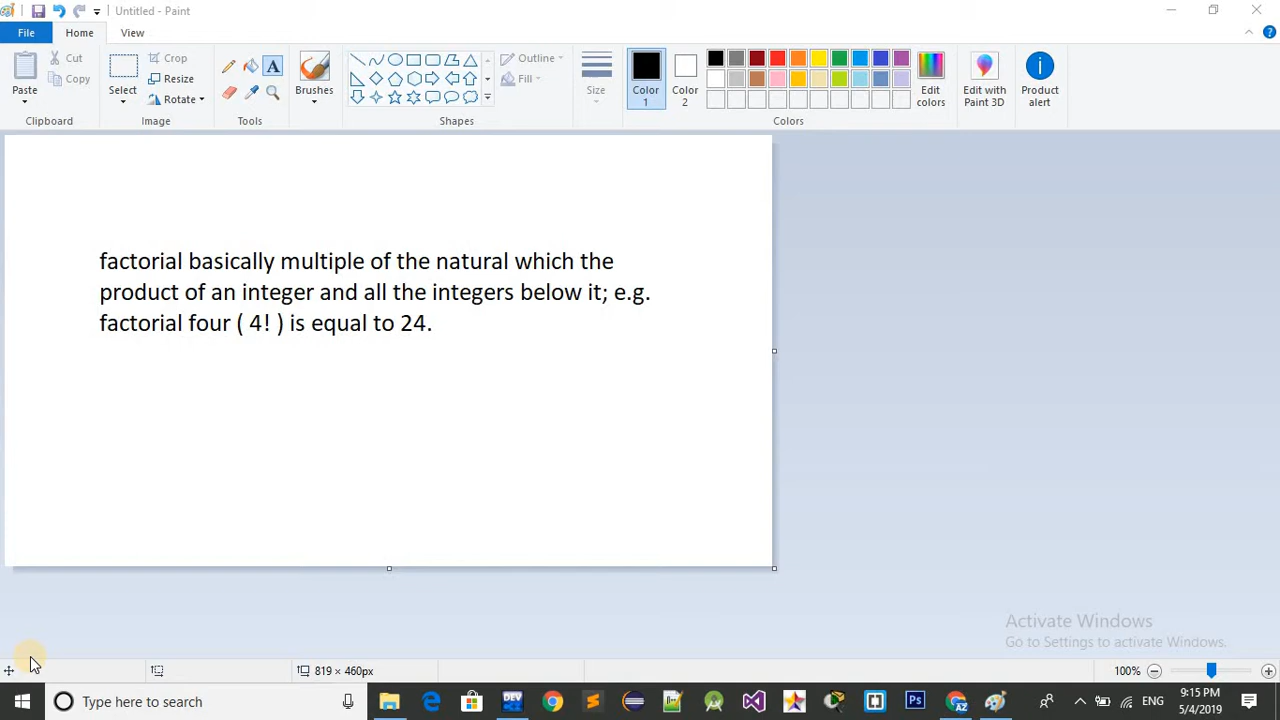 Untitled - Paint
File
Home
View
Paste
Cut
Copy
Clipboard
Select
Crop
Resize
Rotate
Image
A
Tools
Brushes
Outline
Fill
Shapes
Size
Color
1
Color
2
Colors
Edit
colors
Edit with
Paint 3D
Product
alert
factorial basically multiple of the natural which the
product of an integer and all the integers below it; e.g.
factorial four ( 4! ) is equal to 24.
Activate Windows
Go to Settings to activate Windows.
819 × 460px
100%
Type here to search
DEV
AZ
Ps
ENG
9:15 PM
5/4/2019